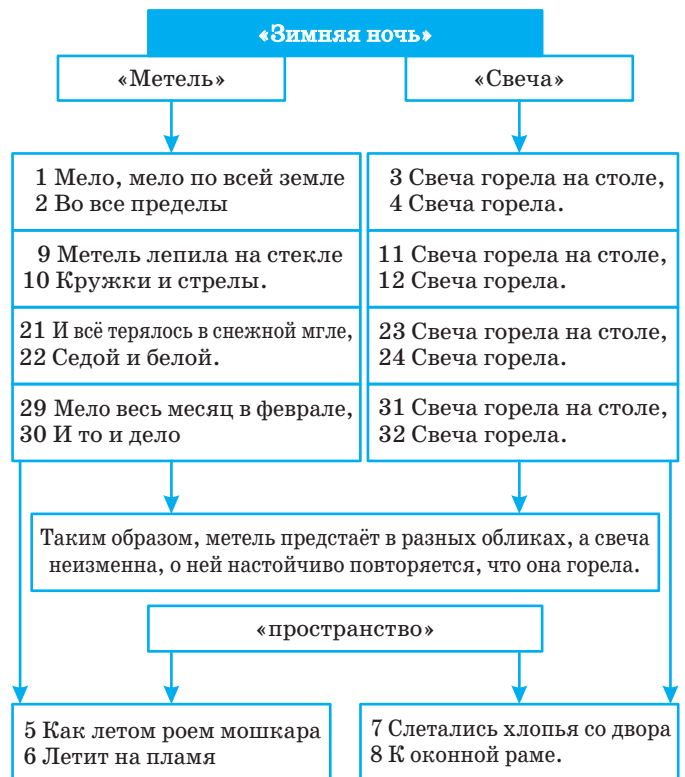 «Зимняя ночь»
«Метель»
«Свеча»
1 Мело, мело по всей земле
2 Во все пределы
3 Свеча горела на столе,
4 Свеча горела.
9 Метель лепила на стекле
10 Кружки и стрелы.
11 Свеча горела на столе,
12 Свеча горела.
21 И всё терялось в снежной мгле,
22 Седой и белой.
23 Свеча горела на столе,
24 Свеча горела.
29 Мело весь месяц в феврале,
30 И то и дело
31 Свеча горела на столе,
32 Свеча горела.
Таким образом, метель предстаёт в разных обликах, а свеча
неизменна, о ней настойчиво повторяется, что она горела.
«пространство»
5 Как летом роем мошкара
6 Летит на пламя
7 Слетались хлопья со двора
8 К оконной раме.